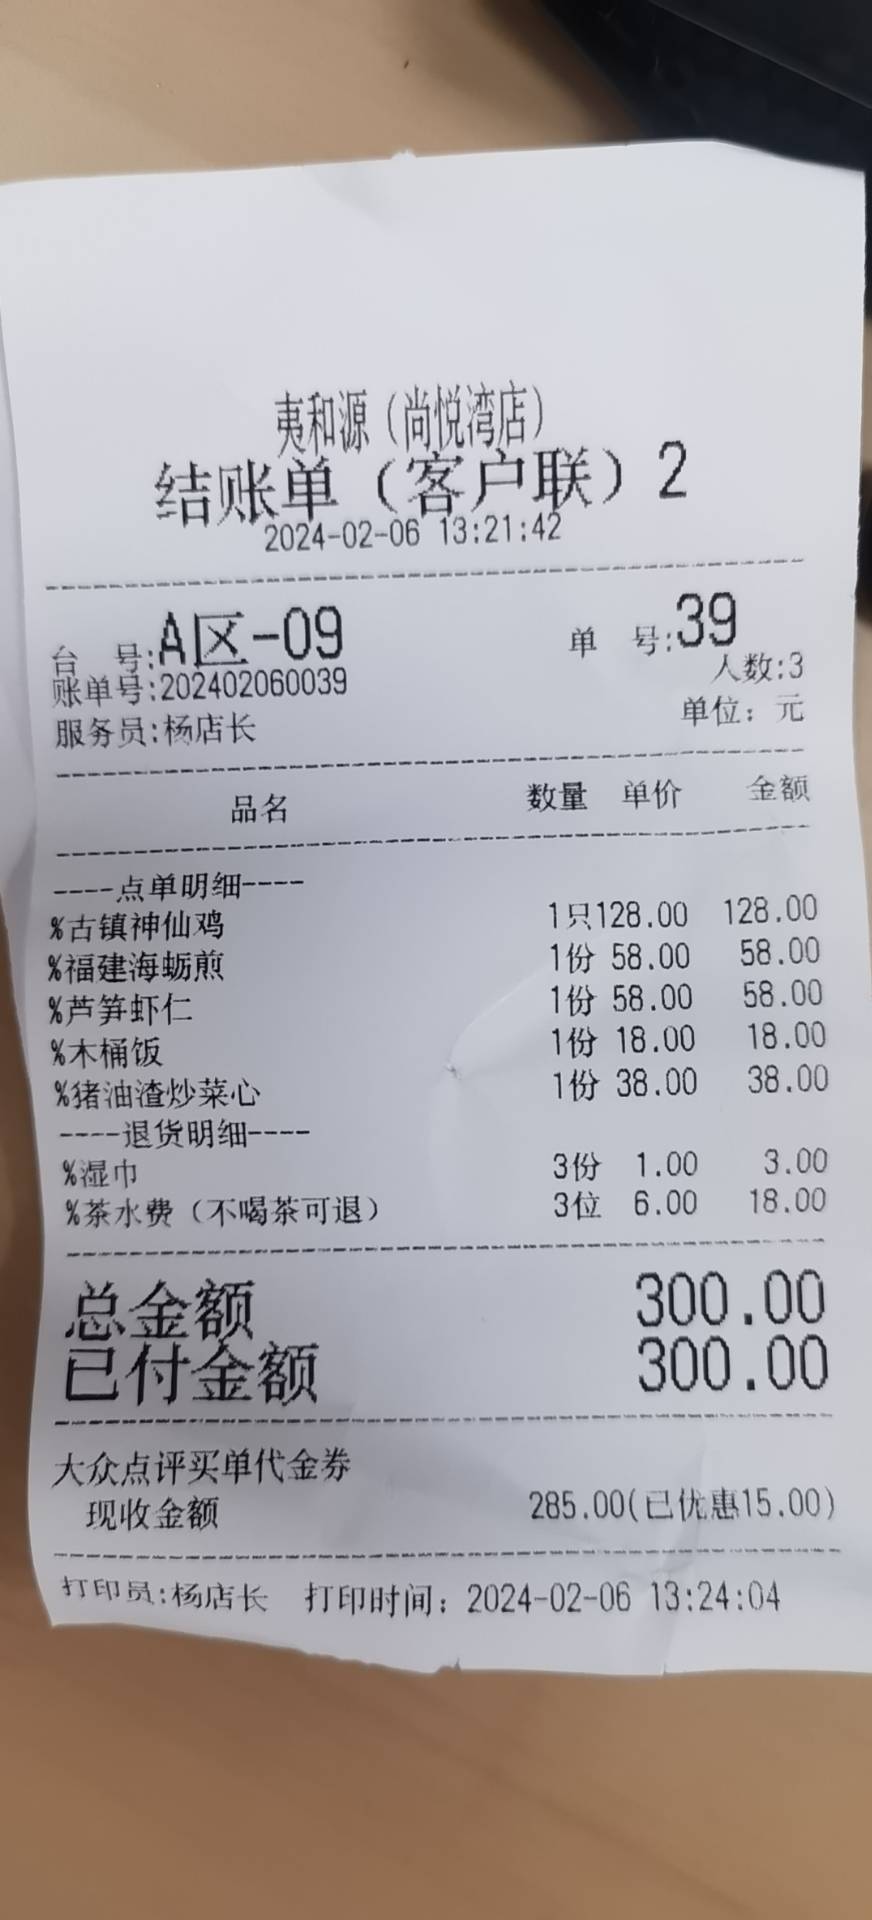 夷和源（尚悦湾店）
结账单（客户联）2
2024-02-06 13:21:42
台 号:A区-09 单 号:39
账单号:202402060039 人数:3
服务员:杨店长 单位：元
品名 数量 单价 金额
----点单明细----
%古镇神仙鸡 1只128.00 128.00
%福建海蛎煎 1份 58.00 58.00
%芦笋虾仁 1份 58.00 58.00
%木桶饭 1份 18.00 18.00
%猪油渣炒菜心 1份 38.00 38.00
----退货明细----
%湿巾 3份 1.00 3.00
%茶水费（不喝茶可退） 3位 6.00 18.00
总金额 300.00
已付金额 300.00
大众点评买单代金券
现收金额 285.00(已优惠15.00)
打印员:杨店长 打印时间：2024-02-06 13:24:04